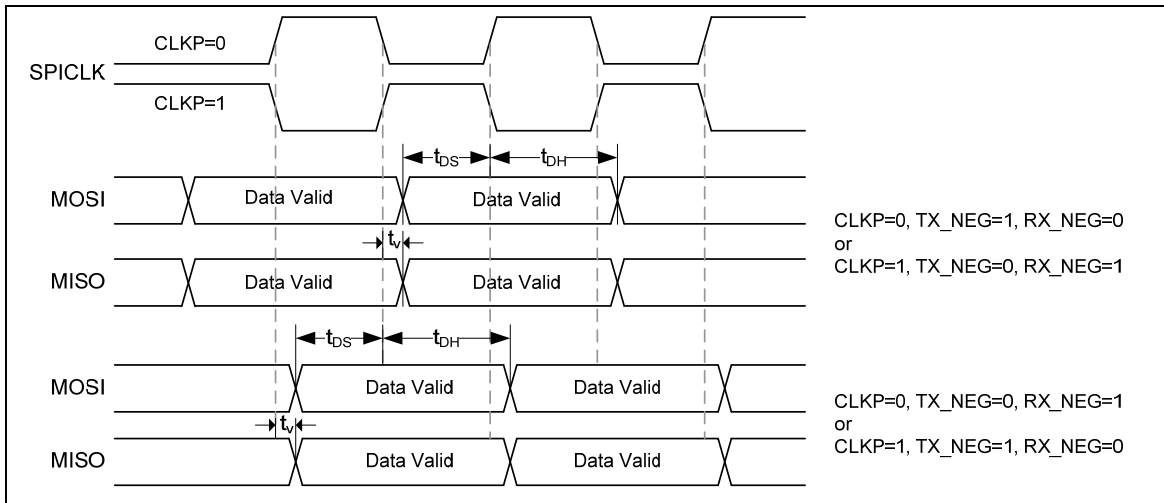 CLKP=0
SPICLK
CLKP=1
tDS
tDH
MOSI
Data Valid
Data Valid
tV
MISO
Data Valid
Data Valid
CLKP=0, TX_NEG=1, RX_NEG=0
or
CLKP=1, TX_NEG=0, RX_NEG=1
tDS
tDH
MOSI
Data Valid
Data Valid
tV
MISO
Data Valid
Data Valid
CLKP=0, TX_NEG=0, RX_NEG=1
or
CLKP=1, TX_NEG=1, RX_NEG=0